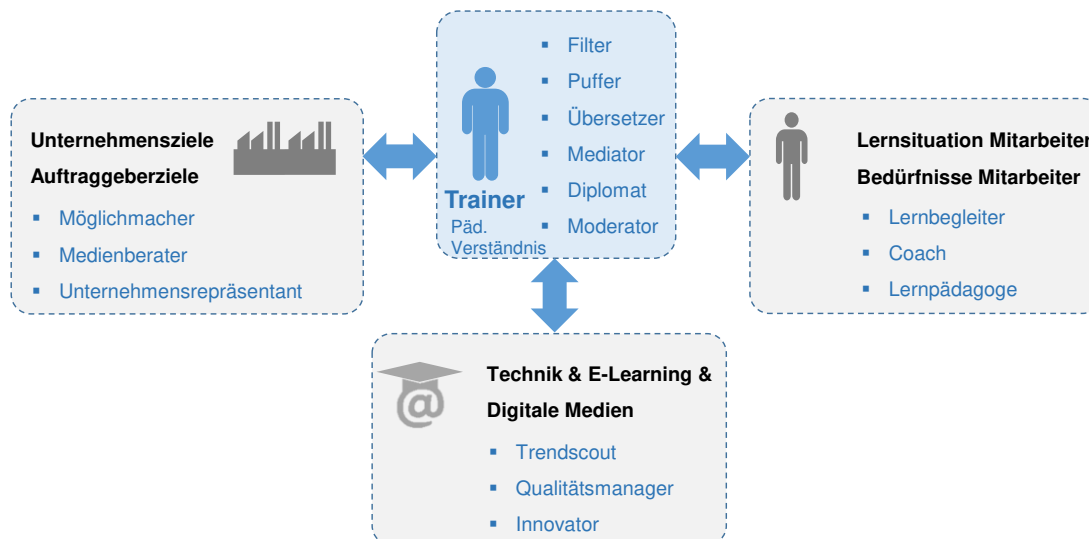 Filter
Puffer
Übersetzer
Mediator
Diplomat
Moderator
Trainer
Päd.
Verständnis
Unternehmensziele
Auftraggeberziele
Möglichmacher
Medienberater
Unternehmensrepräsentant
Lernsituation Mitarbeiter
Bedürfnisse Mitarbeiter
Lernbegleiter
Coach
Lernpädagoge
@
Technik & E-Learning &
Digitale Medien
Trendscout
Qualitätsmanager
Innovator